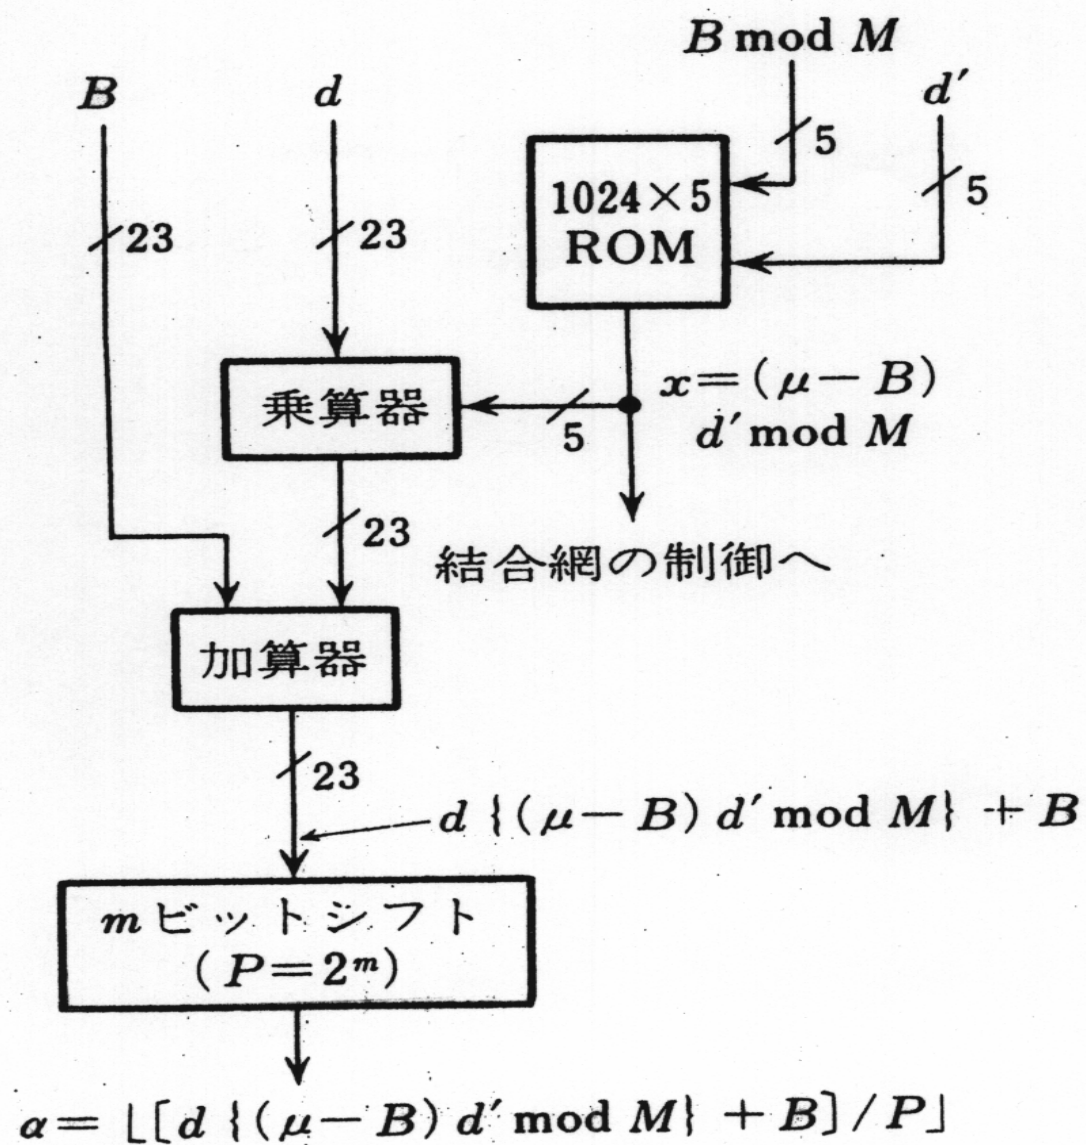 B mod M
B
d
d′
5
5
23
23
1024×5
ROM
乗算器
5
x=(μ−B)
d′ mod M
23
結合網の制御へ
加算器
23
d {(μ−B) d′ mod M} + B
mビットシフト
(P=2ᵐ)
α= ⌊[d {(μ−B) d′ mod M} + B]/P⌋